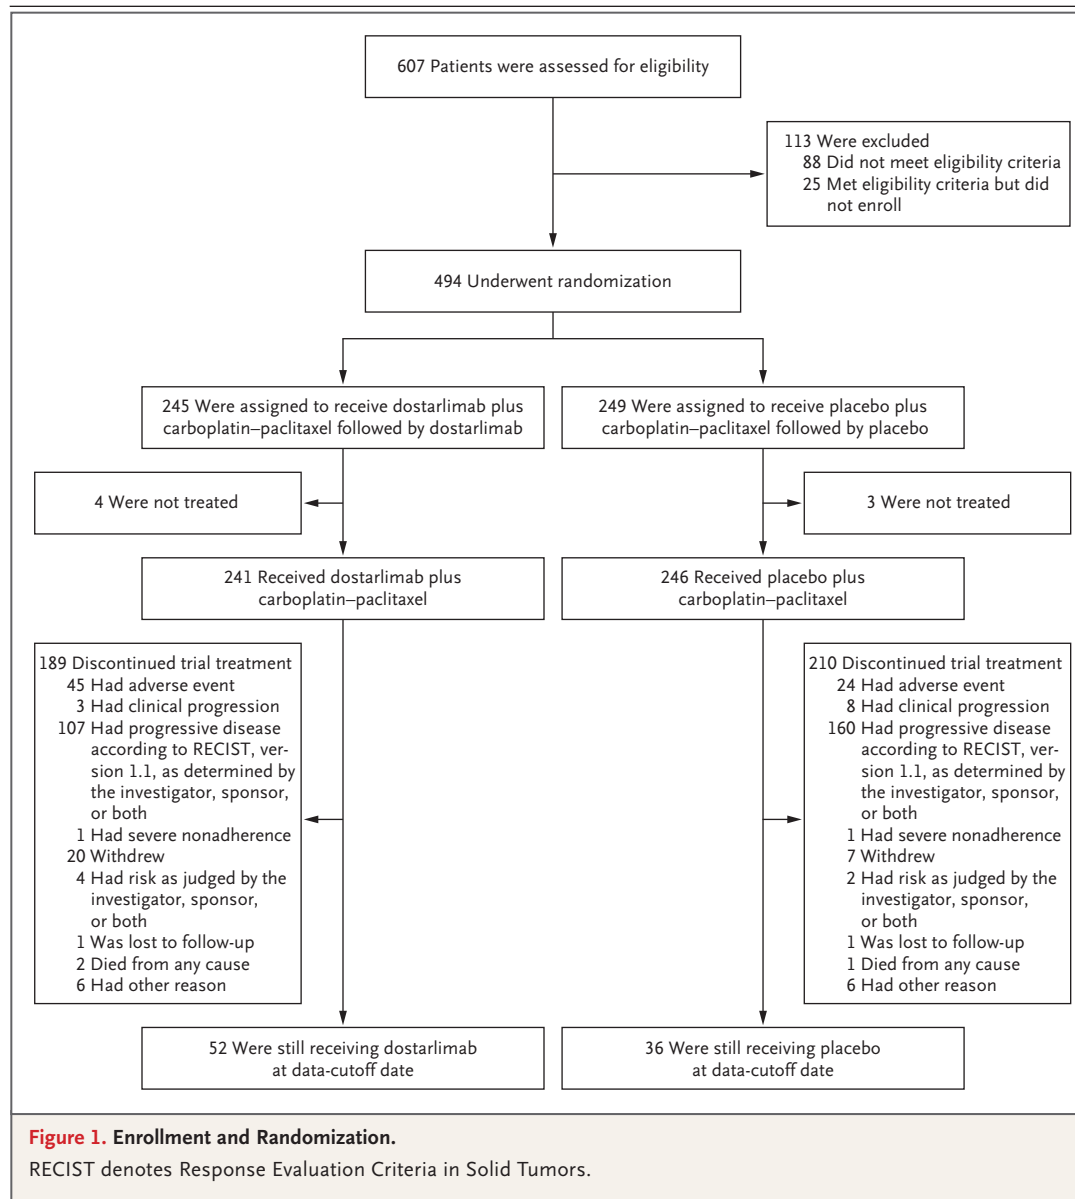 607 Patients were assessed for eligibility
113 Were excluded
88 Did not meet eligibility criteria
25 Met eligibility criteria but did
not enroll
494 Underwent randomization
245 Were assigned to receive dostarlimab plus
carboplatin–paclitaxel followed by dostarlimab
249 Were assigned to receive placebo plus
carboplatin–paclitaxel followed by placebo
4 Were not treated
3 Were not treated
241 Received dostarlimab plus
carboplatin–paclitaxel
246 Received placebo plus
carboplatin–paclitaxel
189 Discontinued trial treatment
45 Had adverse event
3 Had clinical progression
107 Had progressive disease
according to RECIST, ver-
sion 1.1, as determined by
the investigator, sponsor,
or both
1 Had severe nonadherence
20 Withdrew
4 Had risk as judged by the
investigator, sponsor,
or both
1 Was lost to follow-up
2 Died from any cause
6 Had other reason
210 Discontinued trial treatment
24 Had adverse event
8 Had clinical progression
160 Had progressive disease
according to RECIST, ver-
sion 1.1, as determined by
the investigator, sponsor,
or both
1 Had severe nonadherence
7 Withdrew
2 Had risk as judged by the
investigator, sponsor,
or both
1 Was lost to follow-up
1 Died from any cause
6 Had other reason
52 Were still receiving dostarlimab
at data-cutoff date
36 Were still receiving placebo
at data-cutoff date
Figure 1. Enrollment and Randomization.
RECIST denotes Response Evaluation Criteria in Solid Tumors.